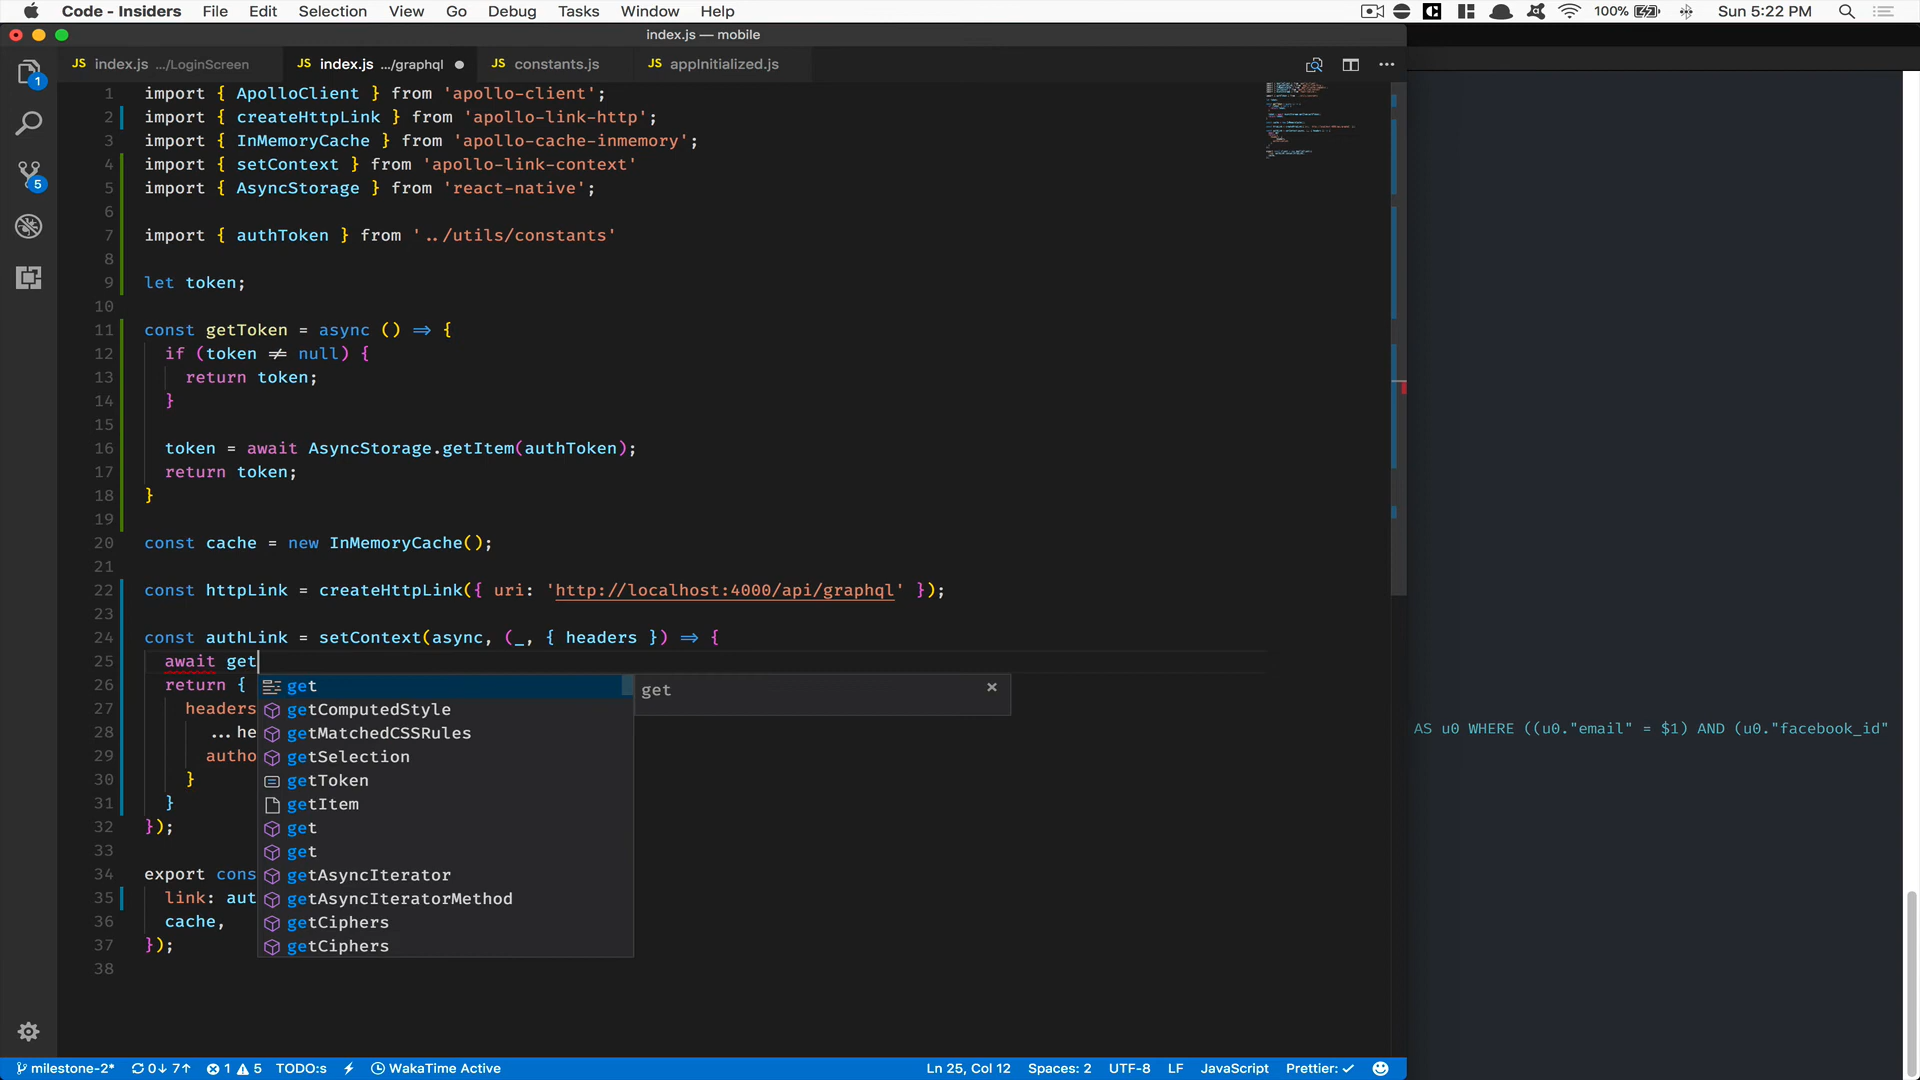 Code - Insiders File Edit Selection View Go Debug Tasks Window Help 100% Sun 5:22 PM
index.js — mobile
JS index.js .../LoginScreen JS index.js .../graphql ● JS constants.js JS appInitialized.js
1 import { ApolloClient } from 'apollo-client';
2 import { createHttpLink } from 'apollo-link-http';
3 import { InMemoryCache } from 'apollo-cache-inmemory';
4 import { setContext } from 'apollo-link-context'
5 import { AsyncStorage } from 'react-native';
6
7 import { authToken } from '../utils/constants'
8
9 let token;
10
11 const getToken = async () ⇒ {
12 if (token ≠ null) {
13 return token;
14 }
15
16 token = await AsyncStorage.getItem(authToken);
17 return token;
18 }
19
20 const cache = new InMemoryCache();
21
22 const httpLink = createHttpLink({ uri: 'http://localhost:4000/api/graphql' });
23
24 const authLink = setContext(async, (_, { headers }) ⇒ {
25 await get
26 return {
27 headers
28 ...he
29 autho
30 }
31 }
32 });
33
34 export cons
35 link: aut
36 cache,
37 });
38
get
getComputedStyle
getMatchedCSSRules
getSelection
getToken
getItem
get
get
getAsyncIterator
getAsyncIteratorMethod
getCiphers
getCiphers
get ×
AS u0 WHERE ((u0."email" = $1) AND (u0."facebook_id"
1
5
milestone-2* 0↓ 7↑ 1 5 TODO:s WakaTime Active Ln 25, Col 12 Spaces: 2 UTF-8 LF JavaScript Prettier: ✓